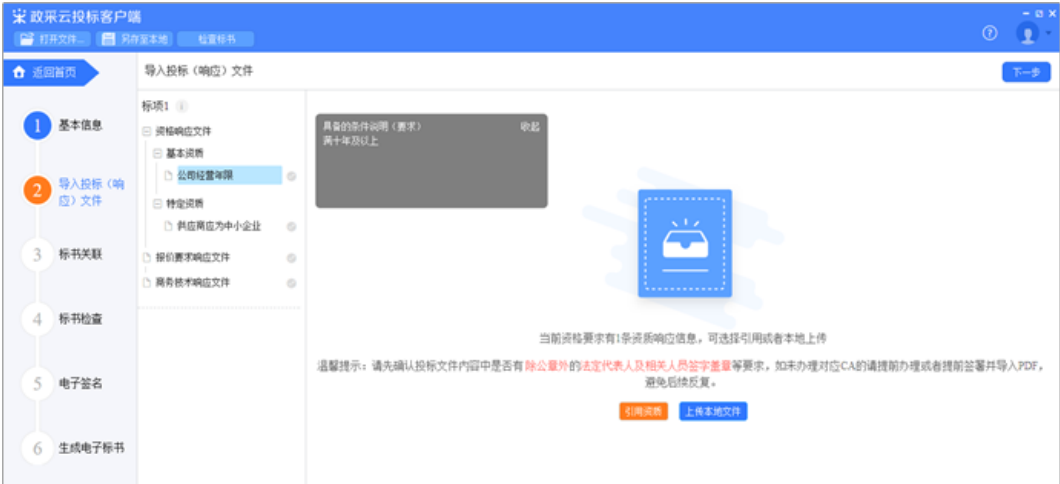 政采云投标客户端
打开文件... 另存至本地 检查标书
返回首页
导入投标（响应）文件
下一步
1 基本信息
2 导入投标（响
应）文件
3 标书关联
4 标书检查
5 电子签名
6 生成电子标书
标项1
资格响应文件
基本资质
公司经营年限
特定资质
供应商应为中小企业
报价要求响应文件
商务技术响应文件
具备的条件说明（要求） 收起
满十年及以上
当前资格要求有1条资质响应信息，可选择引用或者本地上传
温馨提示：请先确认投标文件内容中是否有除公章外的法定代表人及相关人员签字盖章等要求，如未办理对应CA的请提前办理或者提前签署并导入PDF，
避免后续反复。
引用资质 上传本地文件